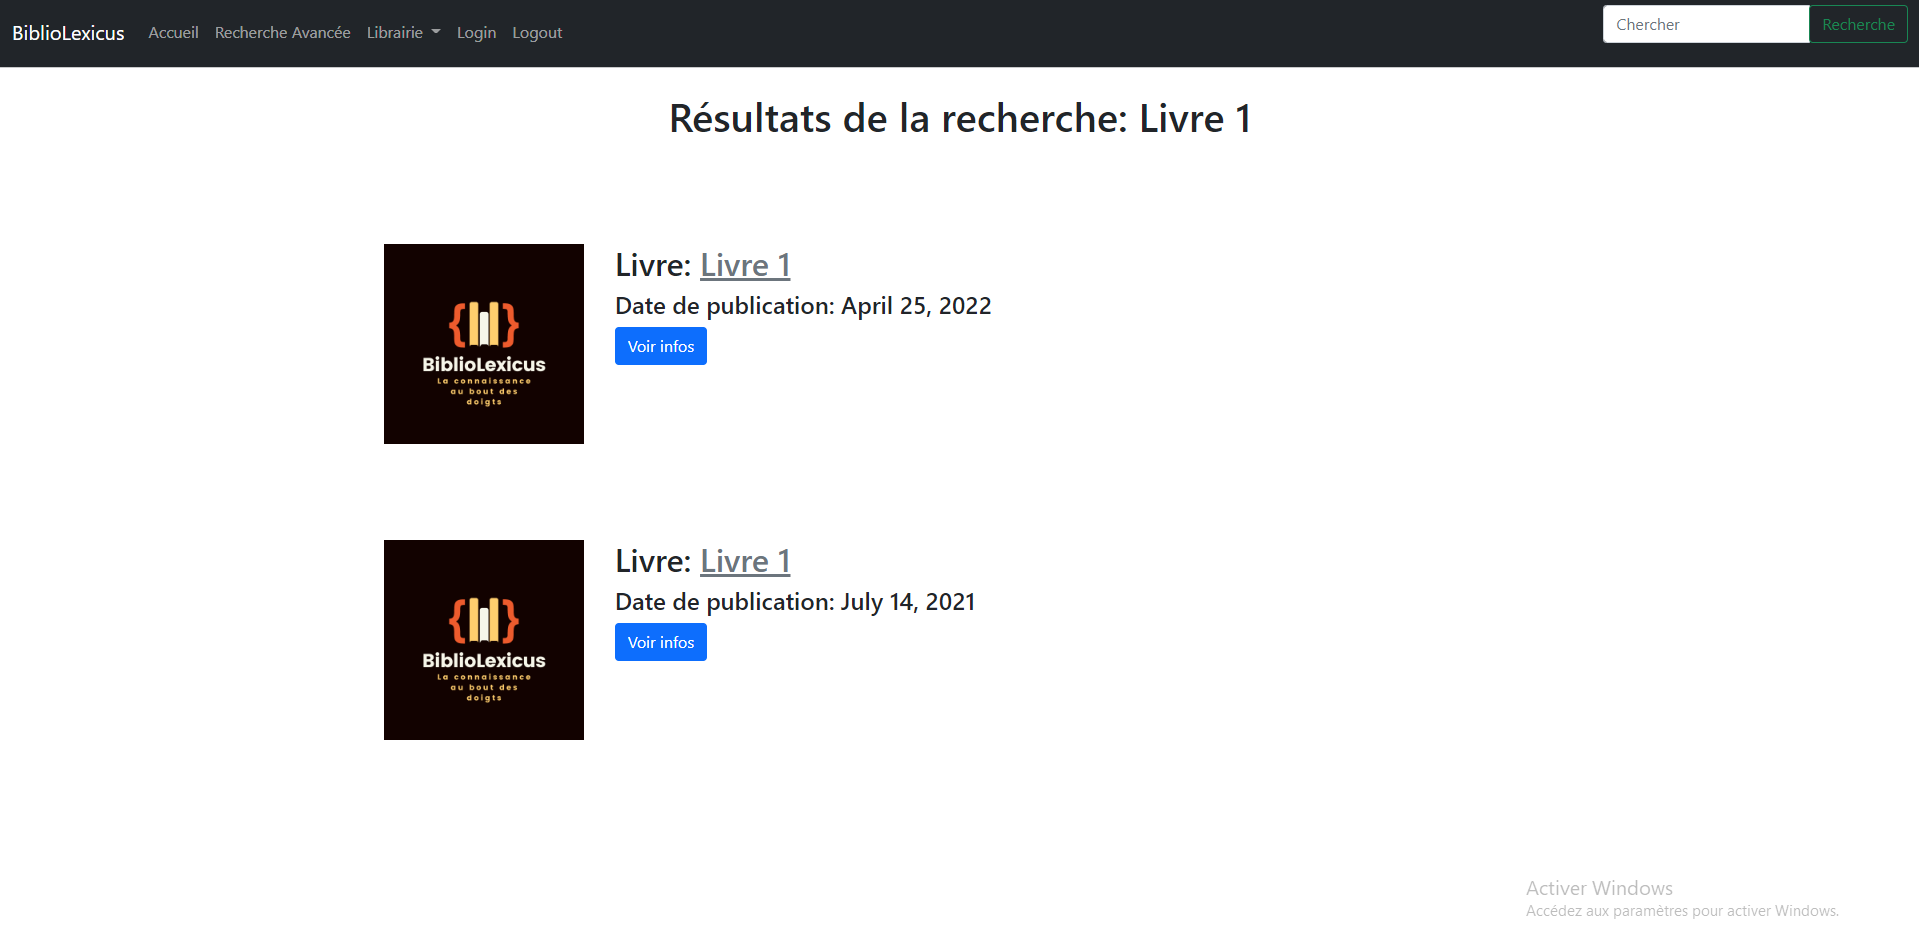 BiblioLexicus Accueil Recherche Avancée Librairie Login Logout Chercher Recherche
Résultats de la recherche: Livre 1
BiblioLexicus
La connaissance
au bout des
doigts
Livre: Livre 1
Date de publication: April 25, 2022
Voir infos
BiblioLexicus
La connaissance
au bout des
doigts
Livre: Livre 1
Date de publication: July 14, 2021
Voir infos
Activer Windows
Accédez aux paramètres pour activer Windows.